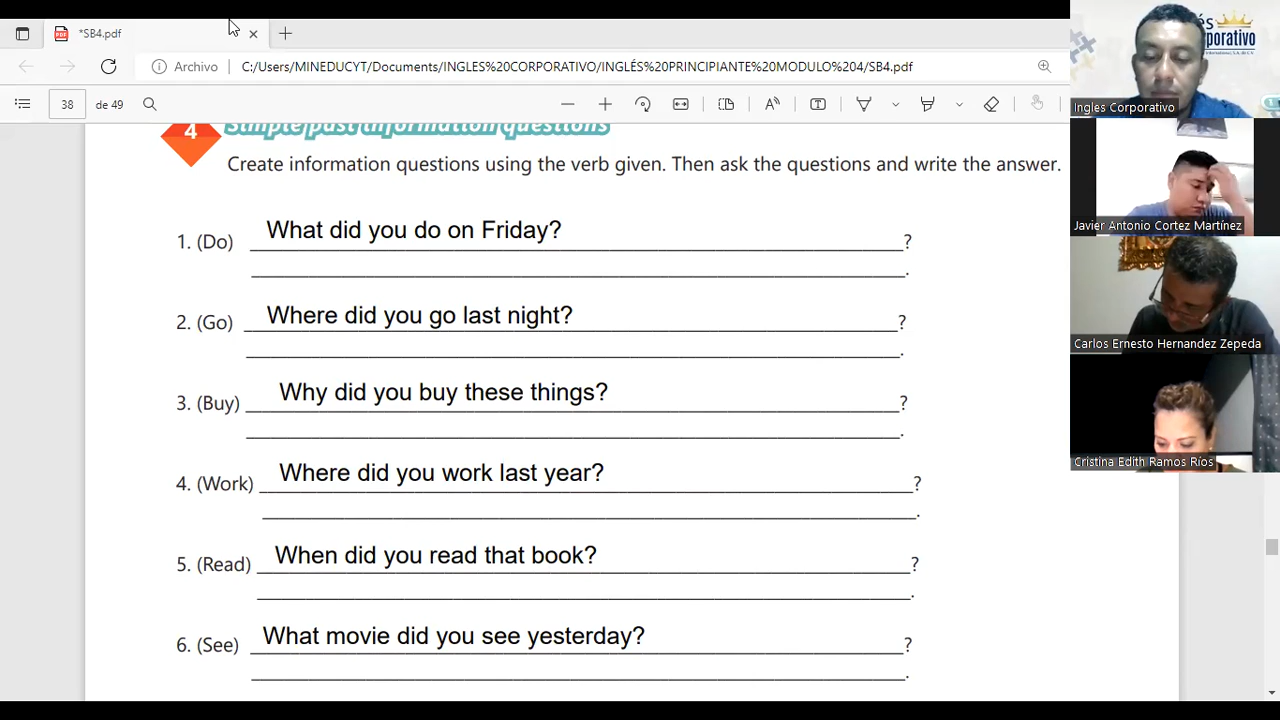 *SB4.pdf
Archivo
C:/Users/MINEDUCYT/Documents/INGLES%20CORPORATIVO/INGLÉS%20PRINCIPIANTE%20MODULO%204/SB4.pdf
38 de 49
4 Simple past information questions
Create information questions using the verb given. Then ask the questions and write the answer.
1. (Do) What did you do on Friday? ?
.
2. (Go) Where did you go last night? ?
.
3. (Buy) Why did you buy these things? ?
.
4. (Work) Where did you work last year? ?
.
5. (Read) When did you read that book? ?
.
6. (See) What movie did you see yesterday? ?
.
Ingles Corporativo
Javier Antonio Cortez Martínez
Carlos Ernesto Hernandez Zepeda
Cristina Edith Ramos Ríos